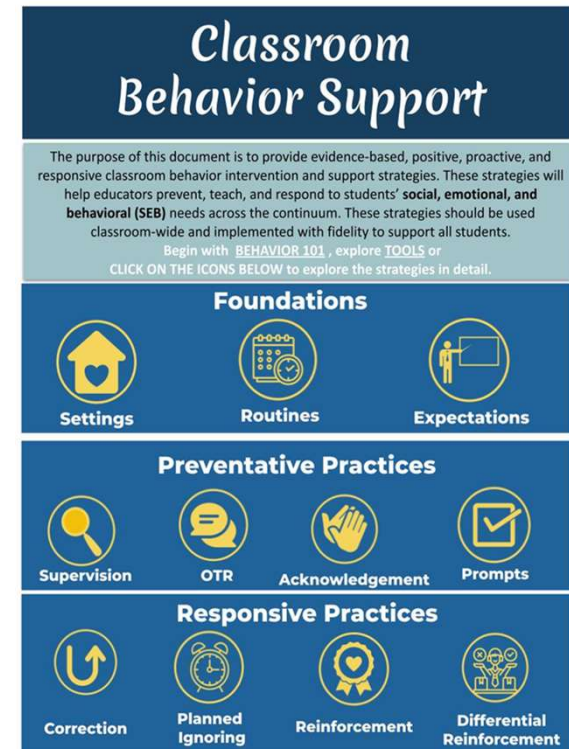 Classroom
Behavior Support
The purpose of this document is to provide evidence-based, positive, proactive, and
responsive classroom behavior intervention and support strategies. These strategies will
help educators prevent, teach, and respond to students' social, emotional, and
behavioral (SEB) needs across the continuum. These strategies should be used
classroom-wide and implemented with fidelity to support all students.
Begin with BEHAVIOR 101 , explore TOOLS or
CLICK ON THE ICONS BELOW to explore the strategies in detail.
Foundations
Settings
Routines
Expectations
Preventative Practices
Supervision
OTR
Acknowledgement
Prompts
Responsive Practices
Correction
Planned
Ignoring
Reinforcement
Differential
Reinforcement